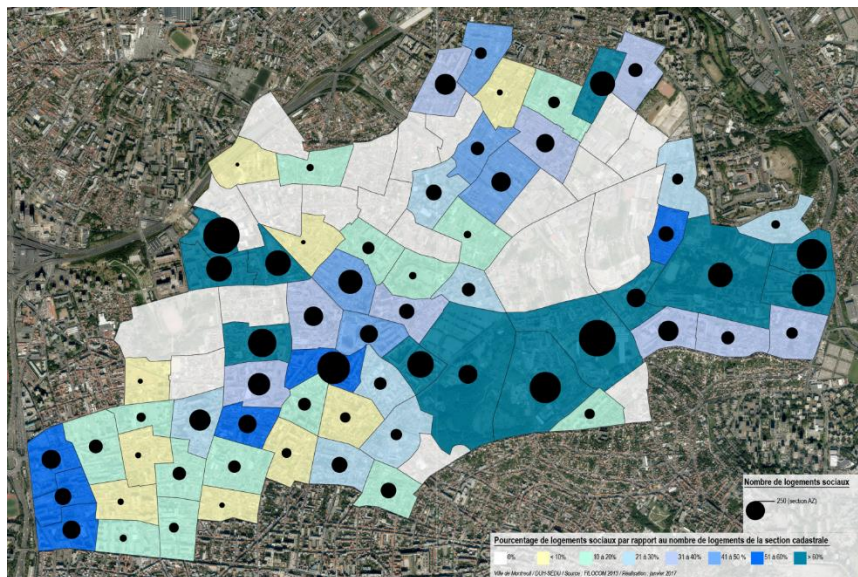 Nombre de logements sociaux
250 (section AZ)
Pourcentage de logements sociaux par rapport au nombre de logements de la section cadastrale
0%
< 10%
10 à 20%
21 à 30%
31 à 40%
41 à 50 %
51 à 60%
> 60%
Ville de Montreuil / DUH-SEDU / Source : FILOCOM 2013 / Réalisation : janvier 2017